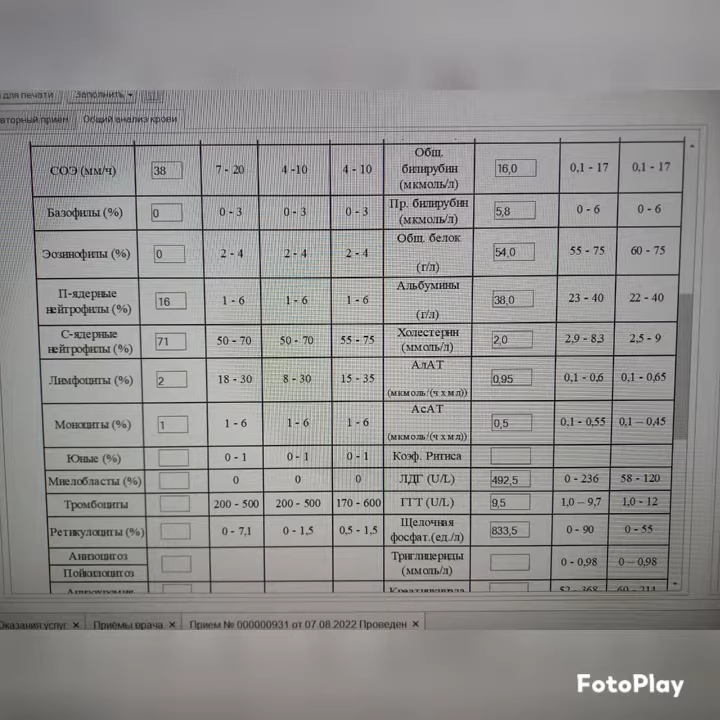 для печати Заполнить
вторный прием Общий анализ крови
СОЭ (мм/ч) 38 7 - 20 4 -10 4 - 10 Общ. билирубин (мкмоль/л) 16,0 0,1 - 17 0,1 - 17
Базофилы (%) 0 0 - 3 0 - 3 0 - 3 Пр. билирубин (мкмоль/л) 5,8 0 - 6 0 - 6
Эозинофилы (%) 0 2 - 4 2 - 4 2 - 4 Общ. белок (г/л) 54,0 55 - 75 60 - 75
П-ядерные нейтрофилы (%) 16 1 - 6 1 - 6 1 - 6 Альбумины (г/л) 38,0 23 - 40 22 - 40
С-ядерные нейтрофилы (%) 71 50 - 70 50 - 70 55 - 75 Холестерин (ммоль/л) 2,0 2,9 - 8,3 2,5 - 9
Лимфоциты (%) 2 18 - 30 8 - 30 15 - 35 АлАТ (мкмоль/(ч х мл)) 0,95 0,1 - 0,6 0,1 - 0,65
Моноциты (%) 1 1 - 6 1 - 6 1 - 6 АсАТ (мкмоль/(ч х мл)) 0,5 0,1 - 0,55 0,1 – 0,45
Юные (%) 0 - 1 0 - 1 0 - 1 Коэф. Ритиса
Миелобласты (%) 0 0 0 ЛДГ (U/L) 492,5 0 - 236 58 - 120
Тромбоциты 200 - 500 200 - 500 170 - 600 ГГТ (U/L) 9,5 1,0 – 9,7 1,0 - 12
Ретикулоциты (%) 0 - 7,1 0 - 1,5 0,5 - 1,5 Щелочная фосфат.(ед./л) 833,5 0 - 90 0 - 55
Анизоцитоз Триглицериды (ммоль/л) 0 - 0,98 0 – 0,98
Пойкилоцитоз
Оказания услуг × Приемы врача × Прием № 000000931 от 07.08.2022 Проведен ×
FotoPlay